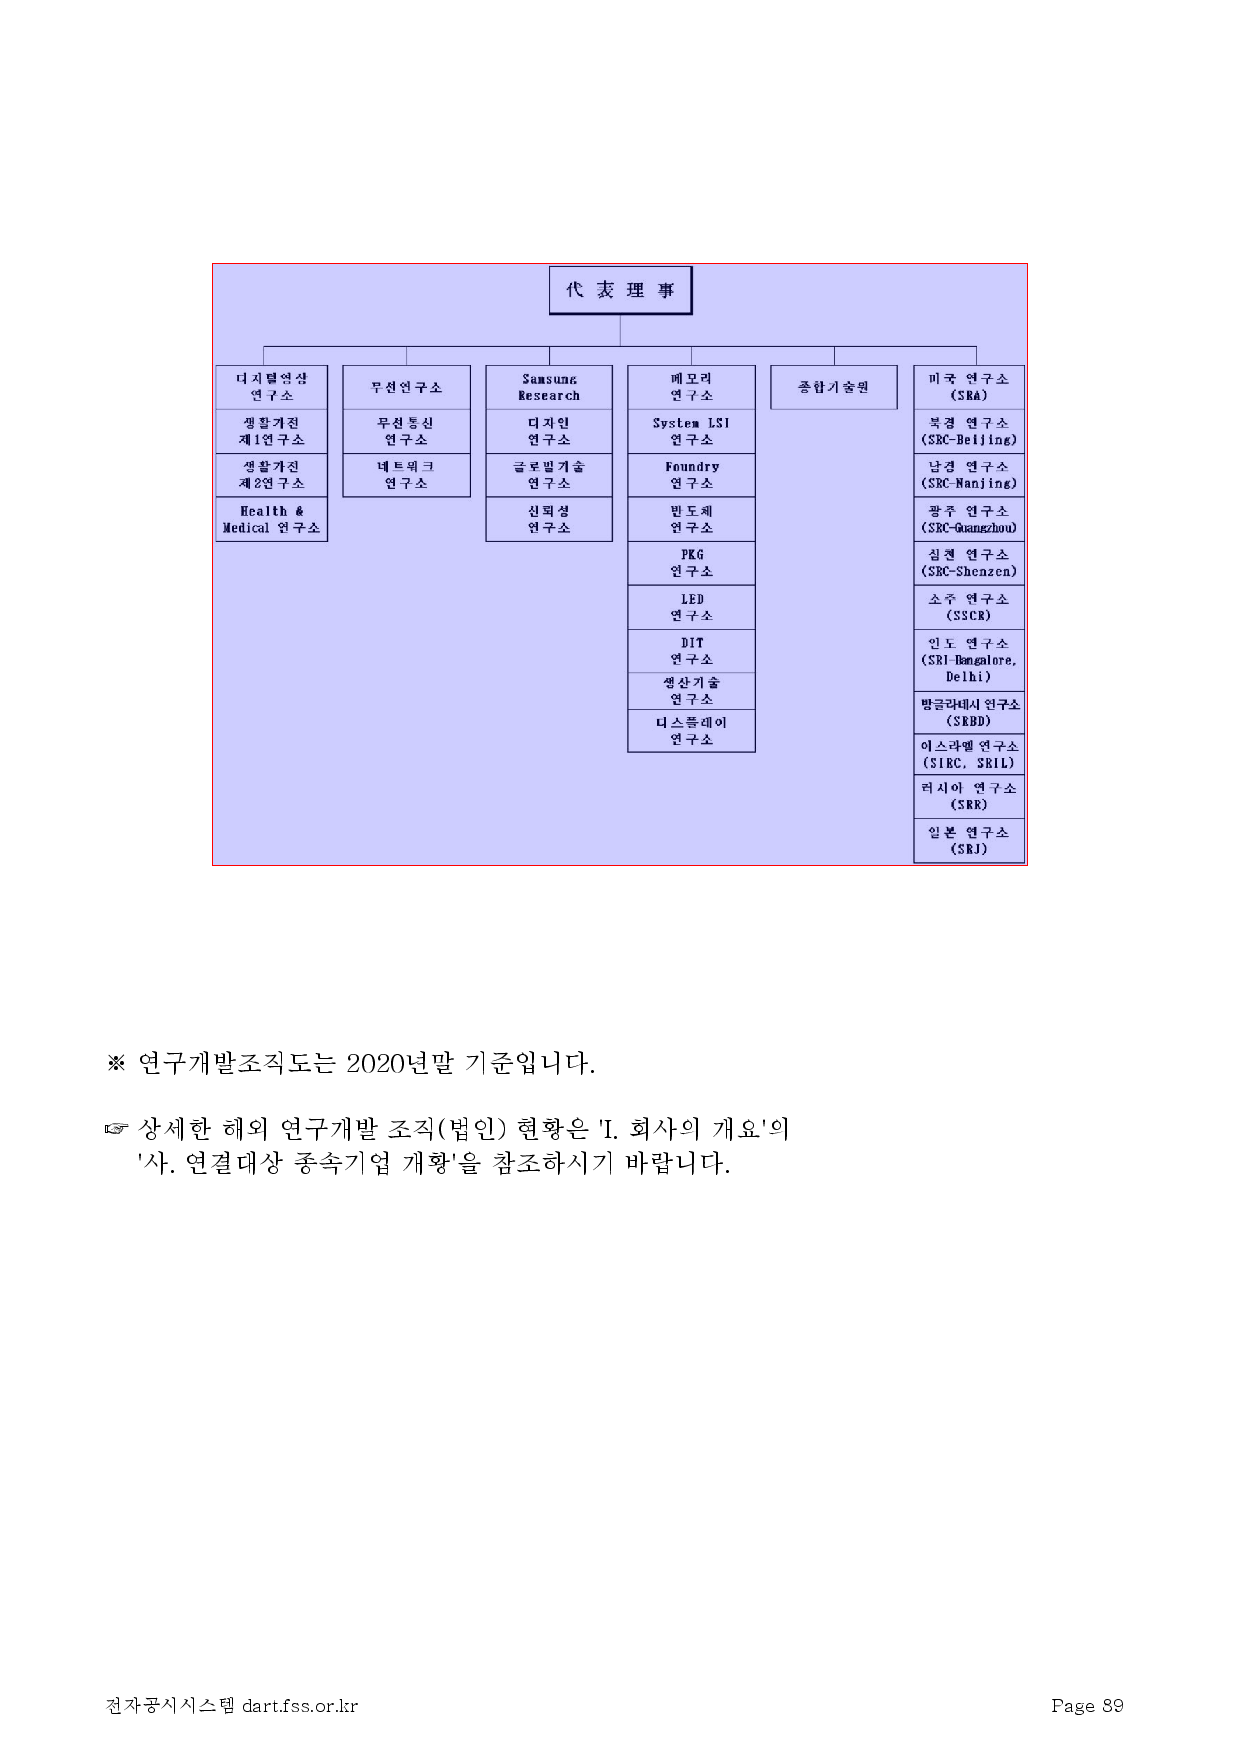 代 表 理 事
디지털영상
연구소
생활가전
제1연구소
생활가전
제2연구소
Health &
Medical 연구소
무선연구소
무선통신
연구소
네트워크
연구소
Samsung
Research
디자인
연구소
글로벌기술
연구소
신뢰성
연구소
메모리
연구소
System LSI
연구소
Foundry
연구소
반도체
연구소
PKG
연구소
LED
연구소
DIT
연구소
생산기술
연구소
디스플레이
연구소
종합기술원
미국 연구소
(SRA)
북경 연구소
(SRC-Beijing)
남경 연구소
(SRC-Nanjing)
광주 연구소
(SRC-Guangzhou)
심천 연구소
(SRC-Shenzen)
소주 연구소
(SSCR)
인도 연구소
(SRI-Bangalore,
Delhi)
방글라데시 연구소
(SRBD)
이스라엘 연구소
(SIRC, SRIL)
러시아 연구소
(SRR)
일본 연구소
(SRJ)
※ 연구개발조직도는 2020년말 기준입니다.
☞ 상세한 해외 연구개발 조직(법인) 현황은 'I. 회사의 개요'의
'사. 연결대상 종속기업 개황'을 참조하시기 바랍니다.
전자공시시스템 dart.fss.or.kr
Page 89